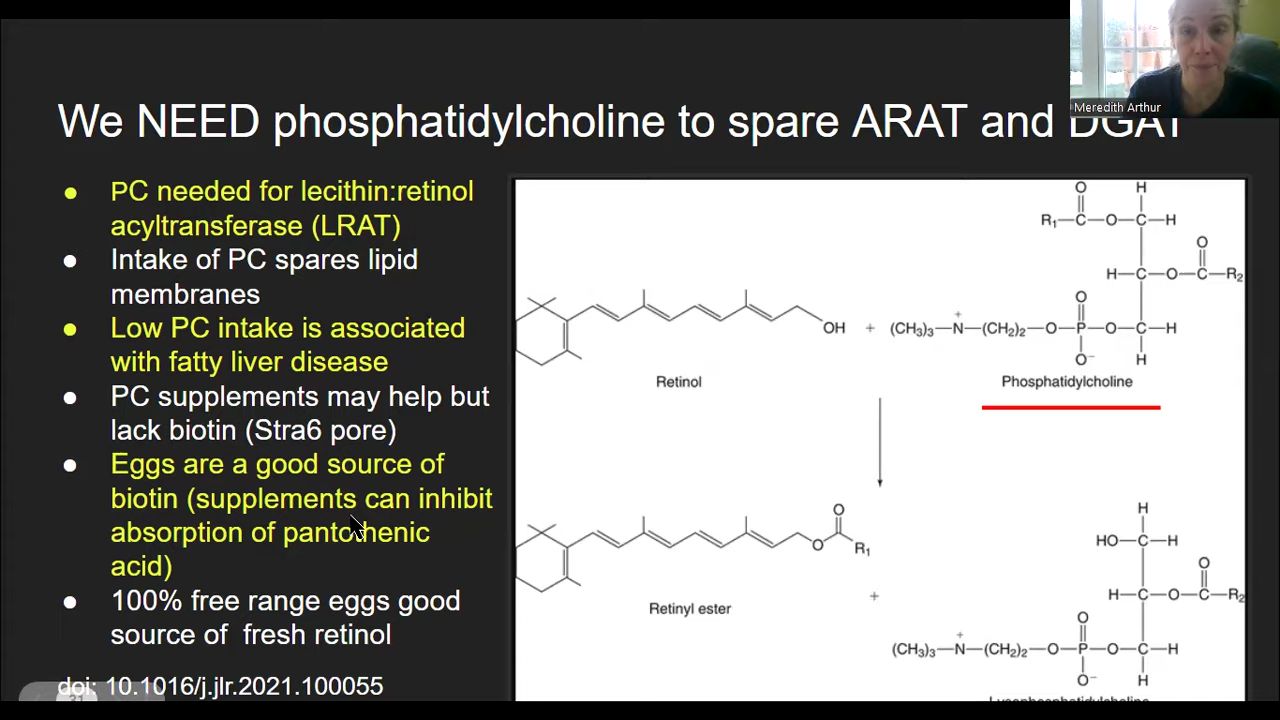 Meredith Arthur
We NEED phosphatidylcholine to spare ARAT and DGAT
PC needed for lecithin:retinol
acyltransferase (LRAT)
Intake of PC spares lipid
membranes
Low PC intake is associated
with fatty liver disease
PC supplements may help but
lack biotin (Stra6 pore)
Eggs are a good source of
biotin (supplements can inhibit
absorption of pantothenic
acid)
100% free range eggs good
source of fresh retinol
doi: 10.1016/j.jlr.2021.100055
O H
R₁—C—O—C—H
O
H—C—O—C—R₂
O
OH + (CH₃)₃—N—(CH₂)₂—O—P—O—C—H
+
O⁻ H
Retinol
Phosphatidylcholine
O
O R₁
Retinyl ester
+
H
HO—C—H
O
H—C—O—C—R₂
O
+
(CH₃)₃—N—(CH₂)₂—O—P—O—C—H
O⁻ H
Lysophosphatidylcholine